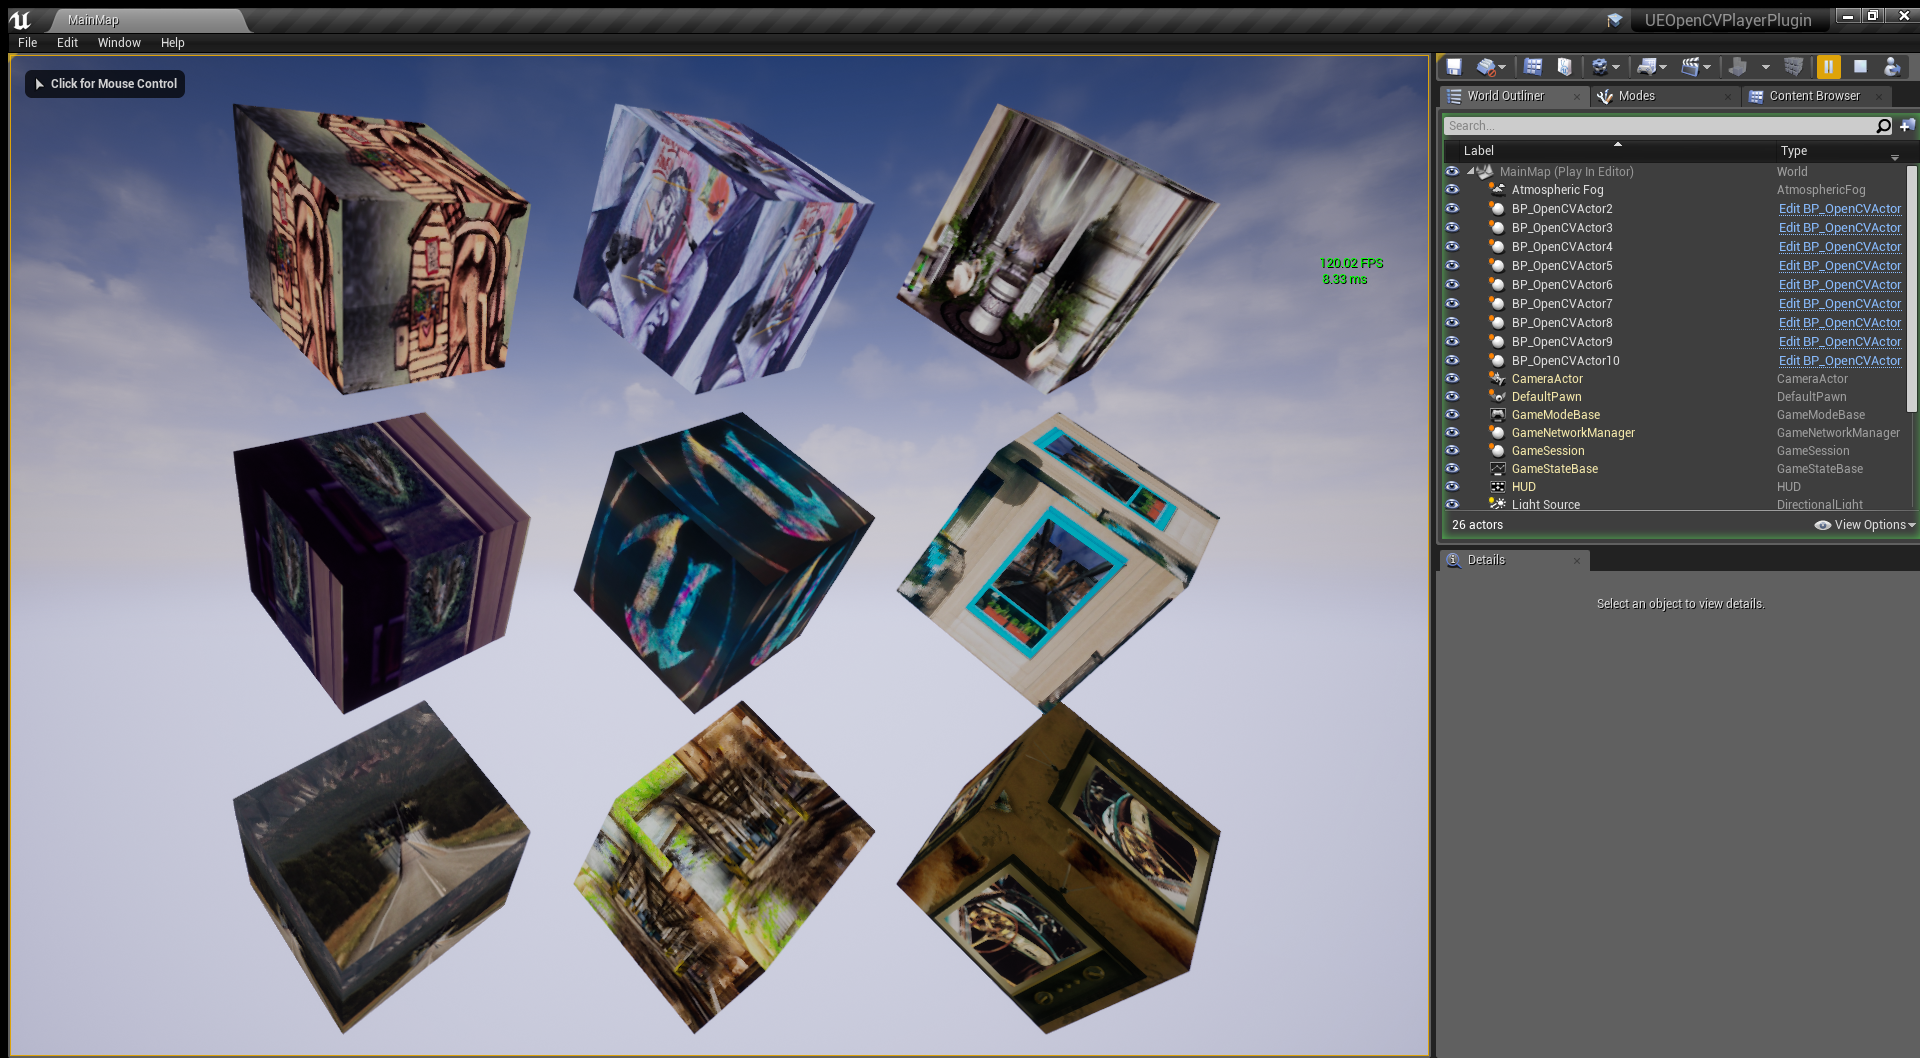 MainMap
UEOpenCVPlayerPlugin
File Edit Window Help
Click for Mouse Control
120.02 FPS
8.33 ms
World Outliner
Modes
Content Browser
Search...
Label Type
MainMap (Play In Editor) World
Atmospheric Fog AtmosphericFog
BP_OpenCVActor2 Edit BP_OpenCVActor
BP_OpenCVActor3 Edit BP_OpenCVActor
BP_OpenCVActor4 Edit BP_OpenCVActor
BP_OpenCVActor5 Edit BP_OpenCVActor
BP_OpenCVActor6 Edit BP_OpenCVActor
BP_OpenCVActor7 Edit BP_OpenCVActor
BP_OpenCVActor8 Edit BP_OpenCVActor
BP_OpenCVActor9 Edit BP_OpenCVActor
BP_OpenCVActor10 Edit BP_OpenCVActor
CameraActor CameraActor
DefaultPawn DefaultPawn
GameModeBase GameModeBase
GameNetworkManager GameNetworkManager
GameSession GameSession
GameStateBase GameStateBase
HUD HUD
Light Source DirectionalLight
26 actors View Options
Details
Select an object to view details.